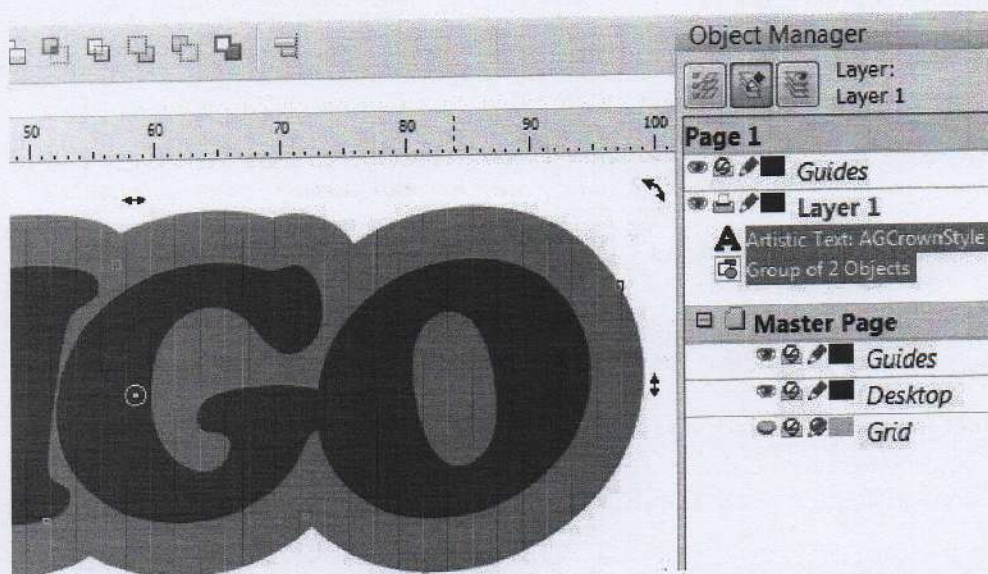 Object Manager
Layer:
Layer 1
50 60 70 80 90 100
Page 1
Guides
Layer 1
A Artistic Text: AGCrownStyle
Group of 2 Objects
Master Page
Guides
Desktop
Grid
IGO